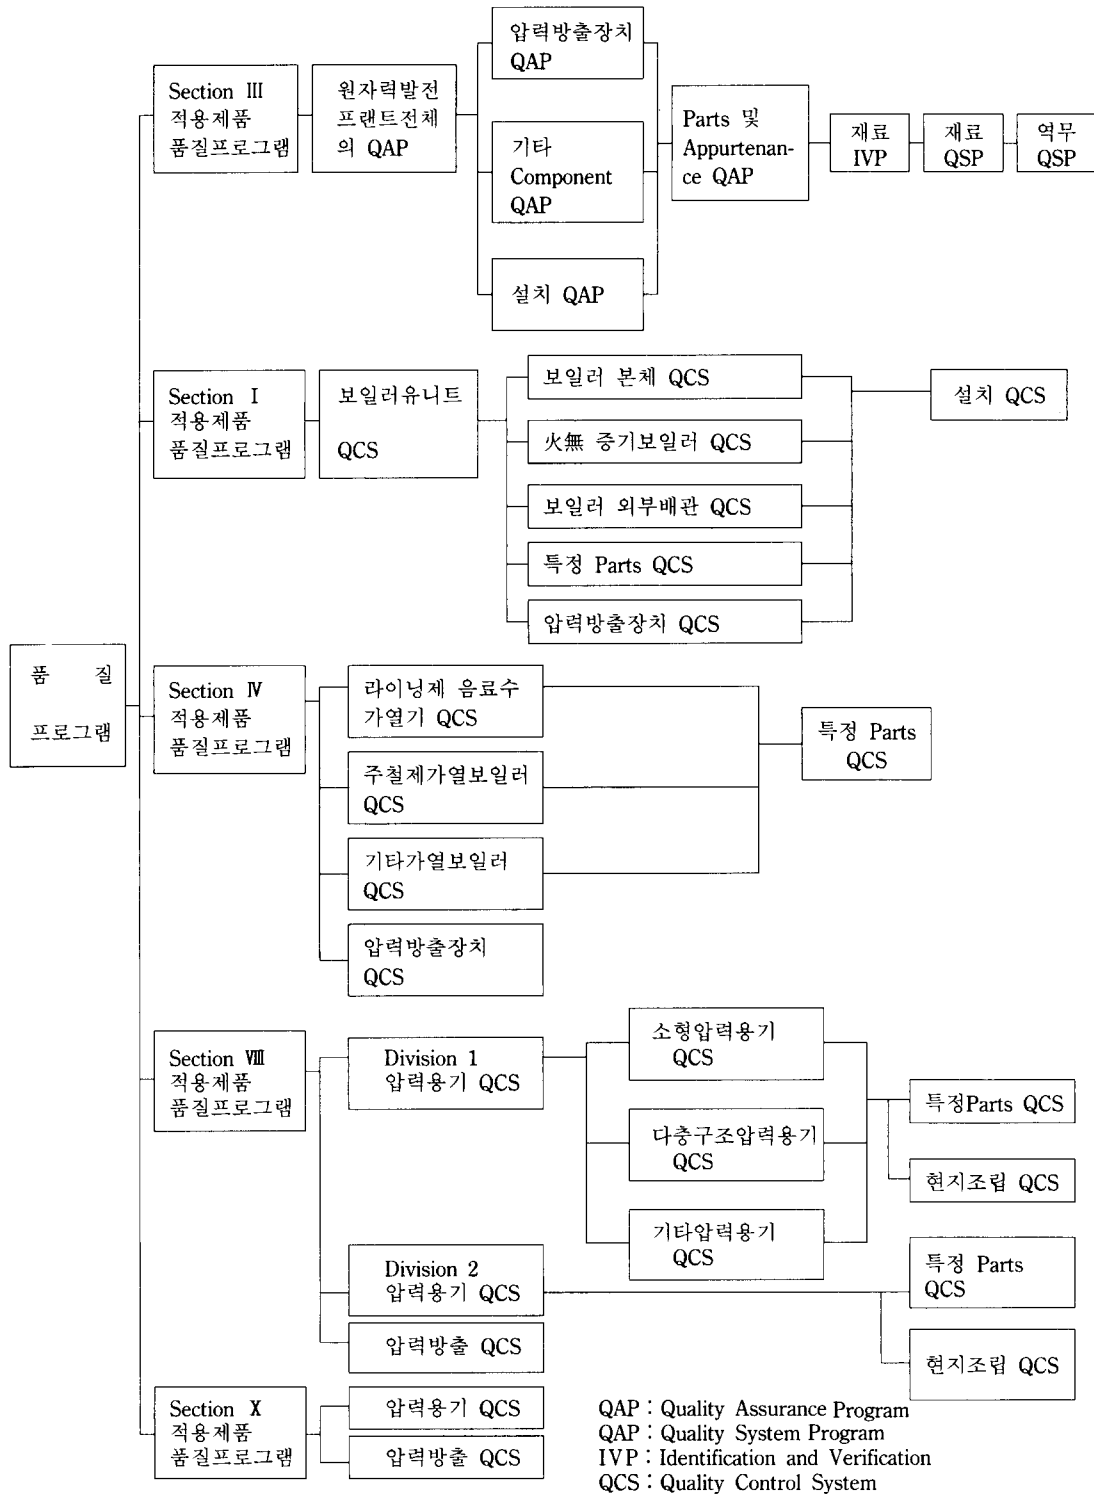 Section Ⅲ
적용제품
품질프로그램
원자력발전
프랜트전체
의 QAP
압력방출장치
QAP
기타
Component
QAP
설치 QAP
Parts 및
Appurtenan-
ce QAP
재료
IVP
재료
QSP
역무
QSP
Section Ⅰ
적용제품
품질프로그램
보일러유니트
QCS
보일러 본체 QCS
火無 증기보일러 QCS
보일러 외부배관 QCS
특정 Parts QCS
압력방출장치 QCS
설치 QCS
품 질
프로그램
Section Ⅳ
적용제품
품질프로그램
라이닝제 음료수
가열기 QCS
주철제가열보일러
QCS
기타가열보일러
QCS
압력방출장치
QCS
특정 Parts
QCS
Section Ⅷ
적용제품
품질프로그램
Division 1
압력용기 QCS
소형압력용기
QCS
다층구조압력용기
QCS
기타압력용기
QCS
특정Parts QCS
현지조립 QCS
Division 2
압력용기 QCS
특정 Parts
QCS
현지조립 QCS
압력방출 QCS
Section Ⅹ
적용제품
품질프로그램
압력용기 QCS
압력방출 QCS
QAP : Quality Assurance Program
QAP : Quality System Program
IVP : Identification and Verification
QCS : Quality Control System